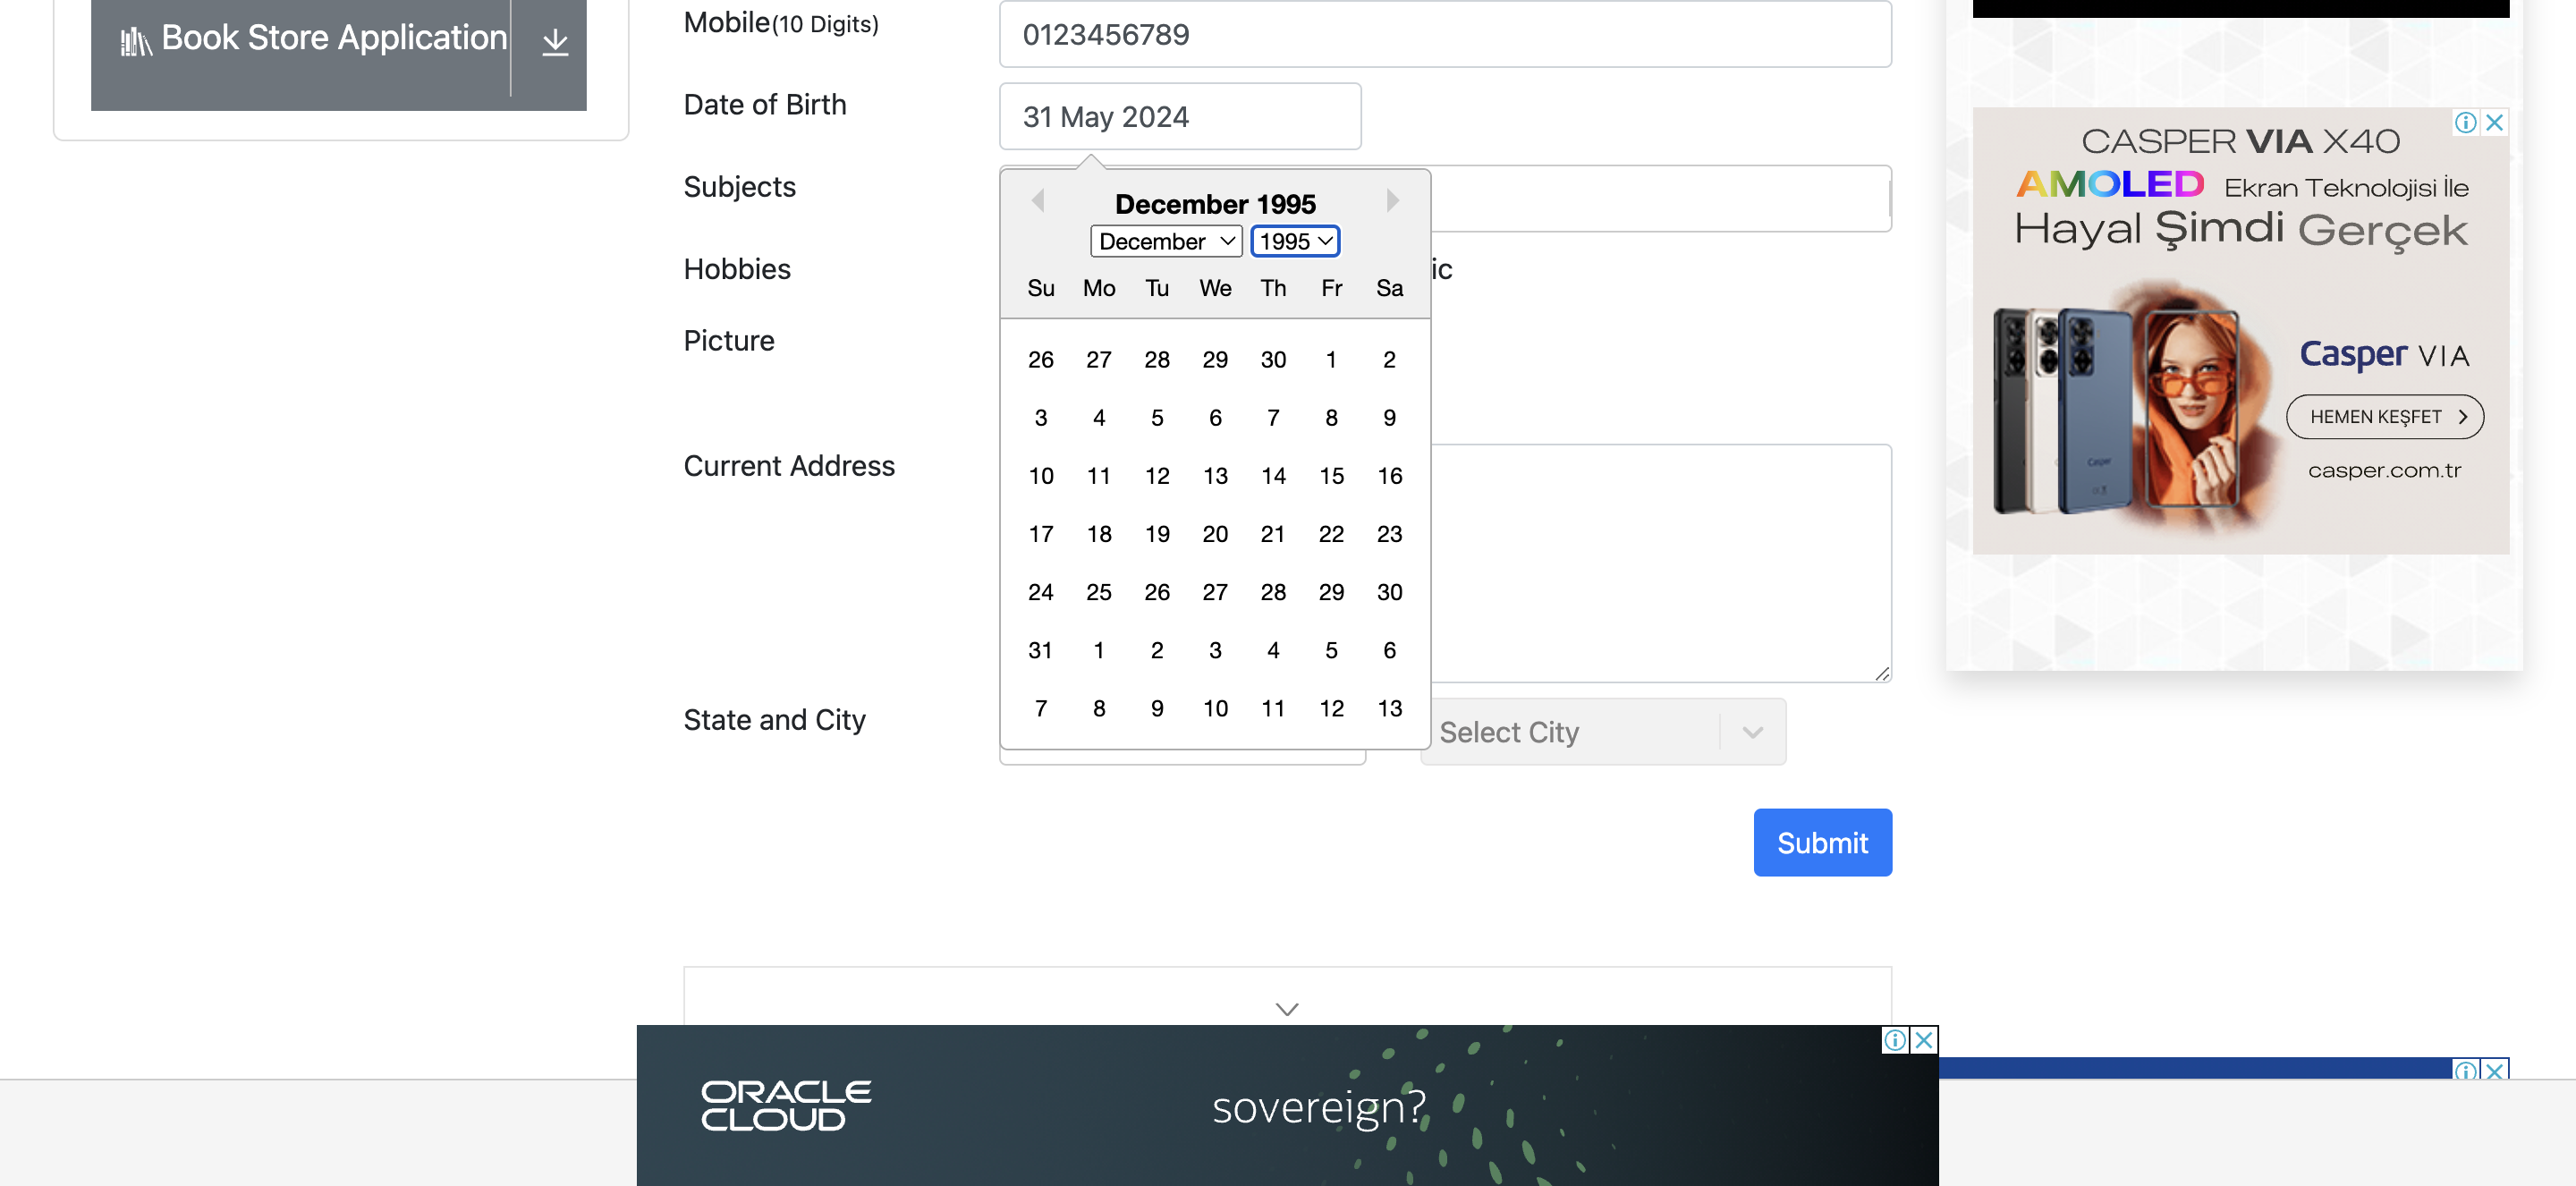 Book Store Application
Mobile(10 Digits)
0123456789
Date of Birth
31 May 2024
Subjects
December 1995
December
1995
Su Mo Tu We Th Fr Sa
26 27 28 29 30 1 2
3 4 5 6 7 8 9
10 11 12 13 14 15 16
17 18 19 20 21 22 23
24 25 26 27 28 29 30
31 1 2 3 4 5 6
7 8 9 10 11 12 13
Hobbies
ic
Picture
Current Address
State and City
Select City
Submit
CASPER VIA X40
AMOLED Ekran Teknolojisi İle
Hayal Şimdi Gerçek
Casper VIA
HEMEN KEŞFET
casper.com.tr
Casper
ORACLE
CLOUD
sovereign?